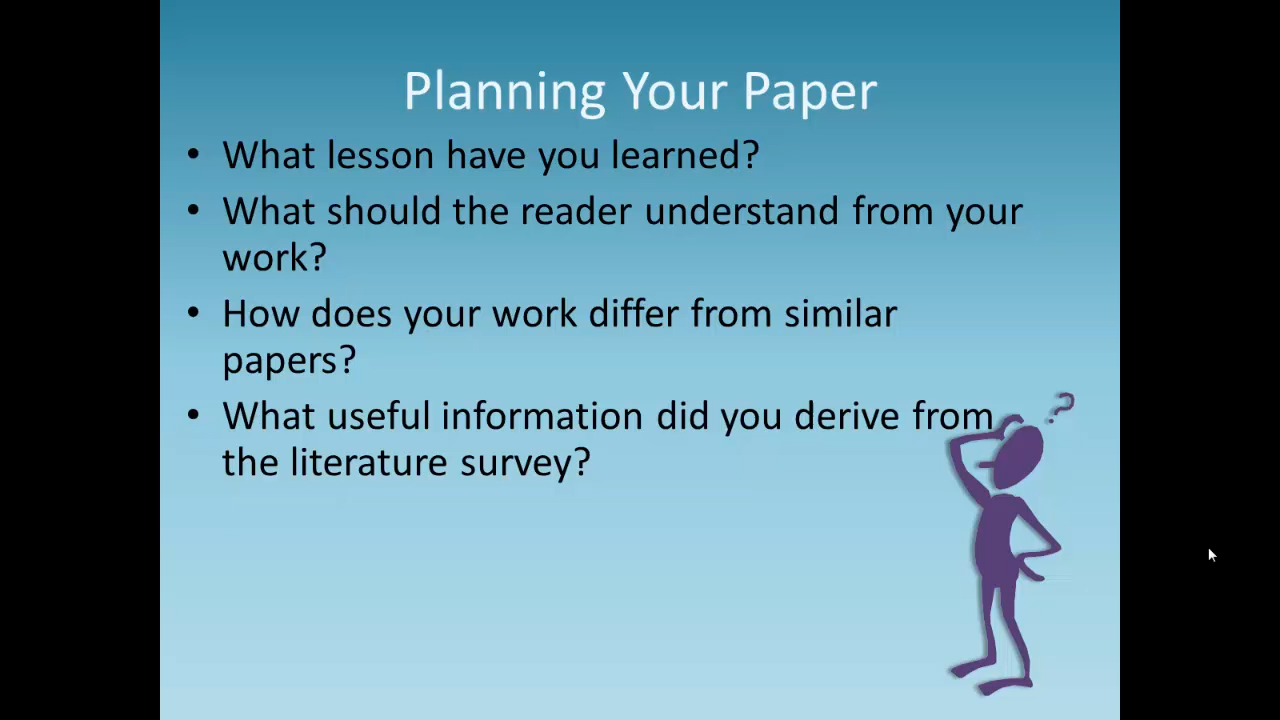 Planning Your Paper
• What lesson have you learned?
• What should the reader understand from your
work?
• How does your work differ from similar
papers?
• What useful information did you derive from
the literature survey?
?